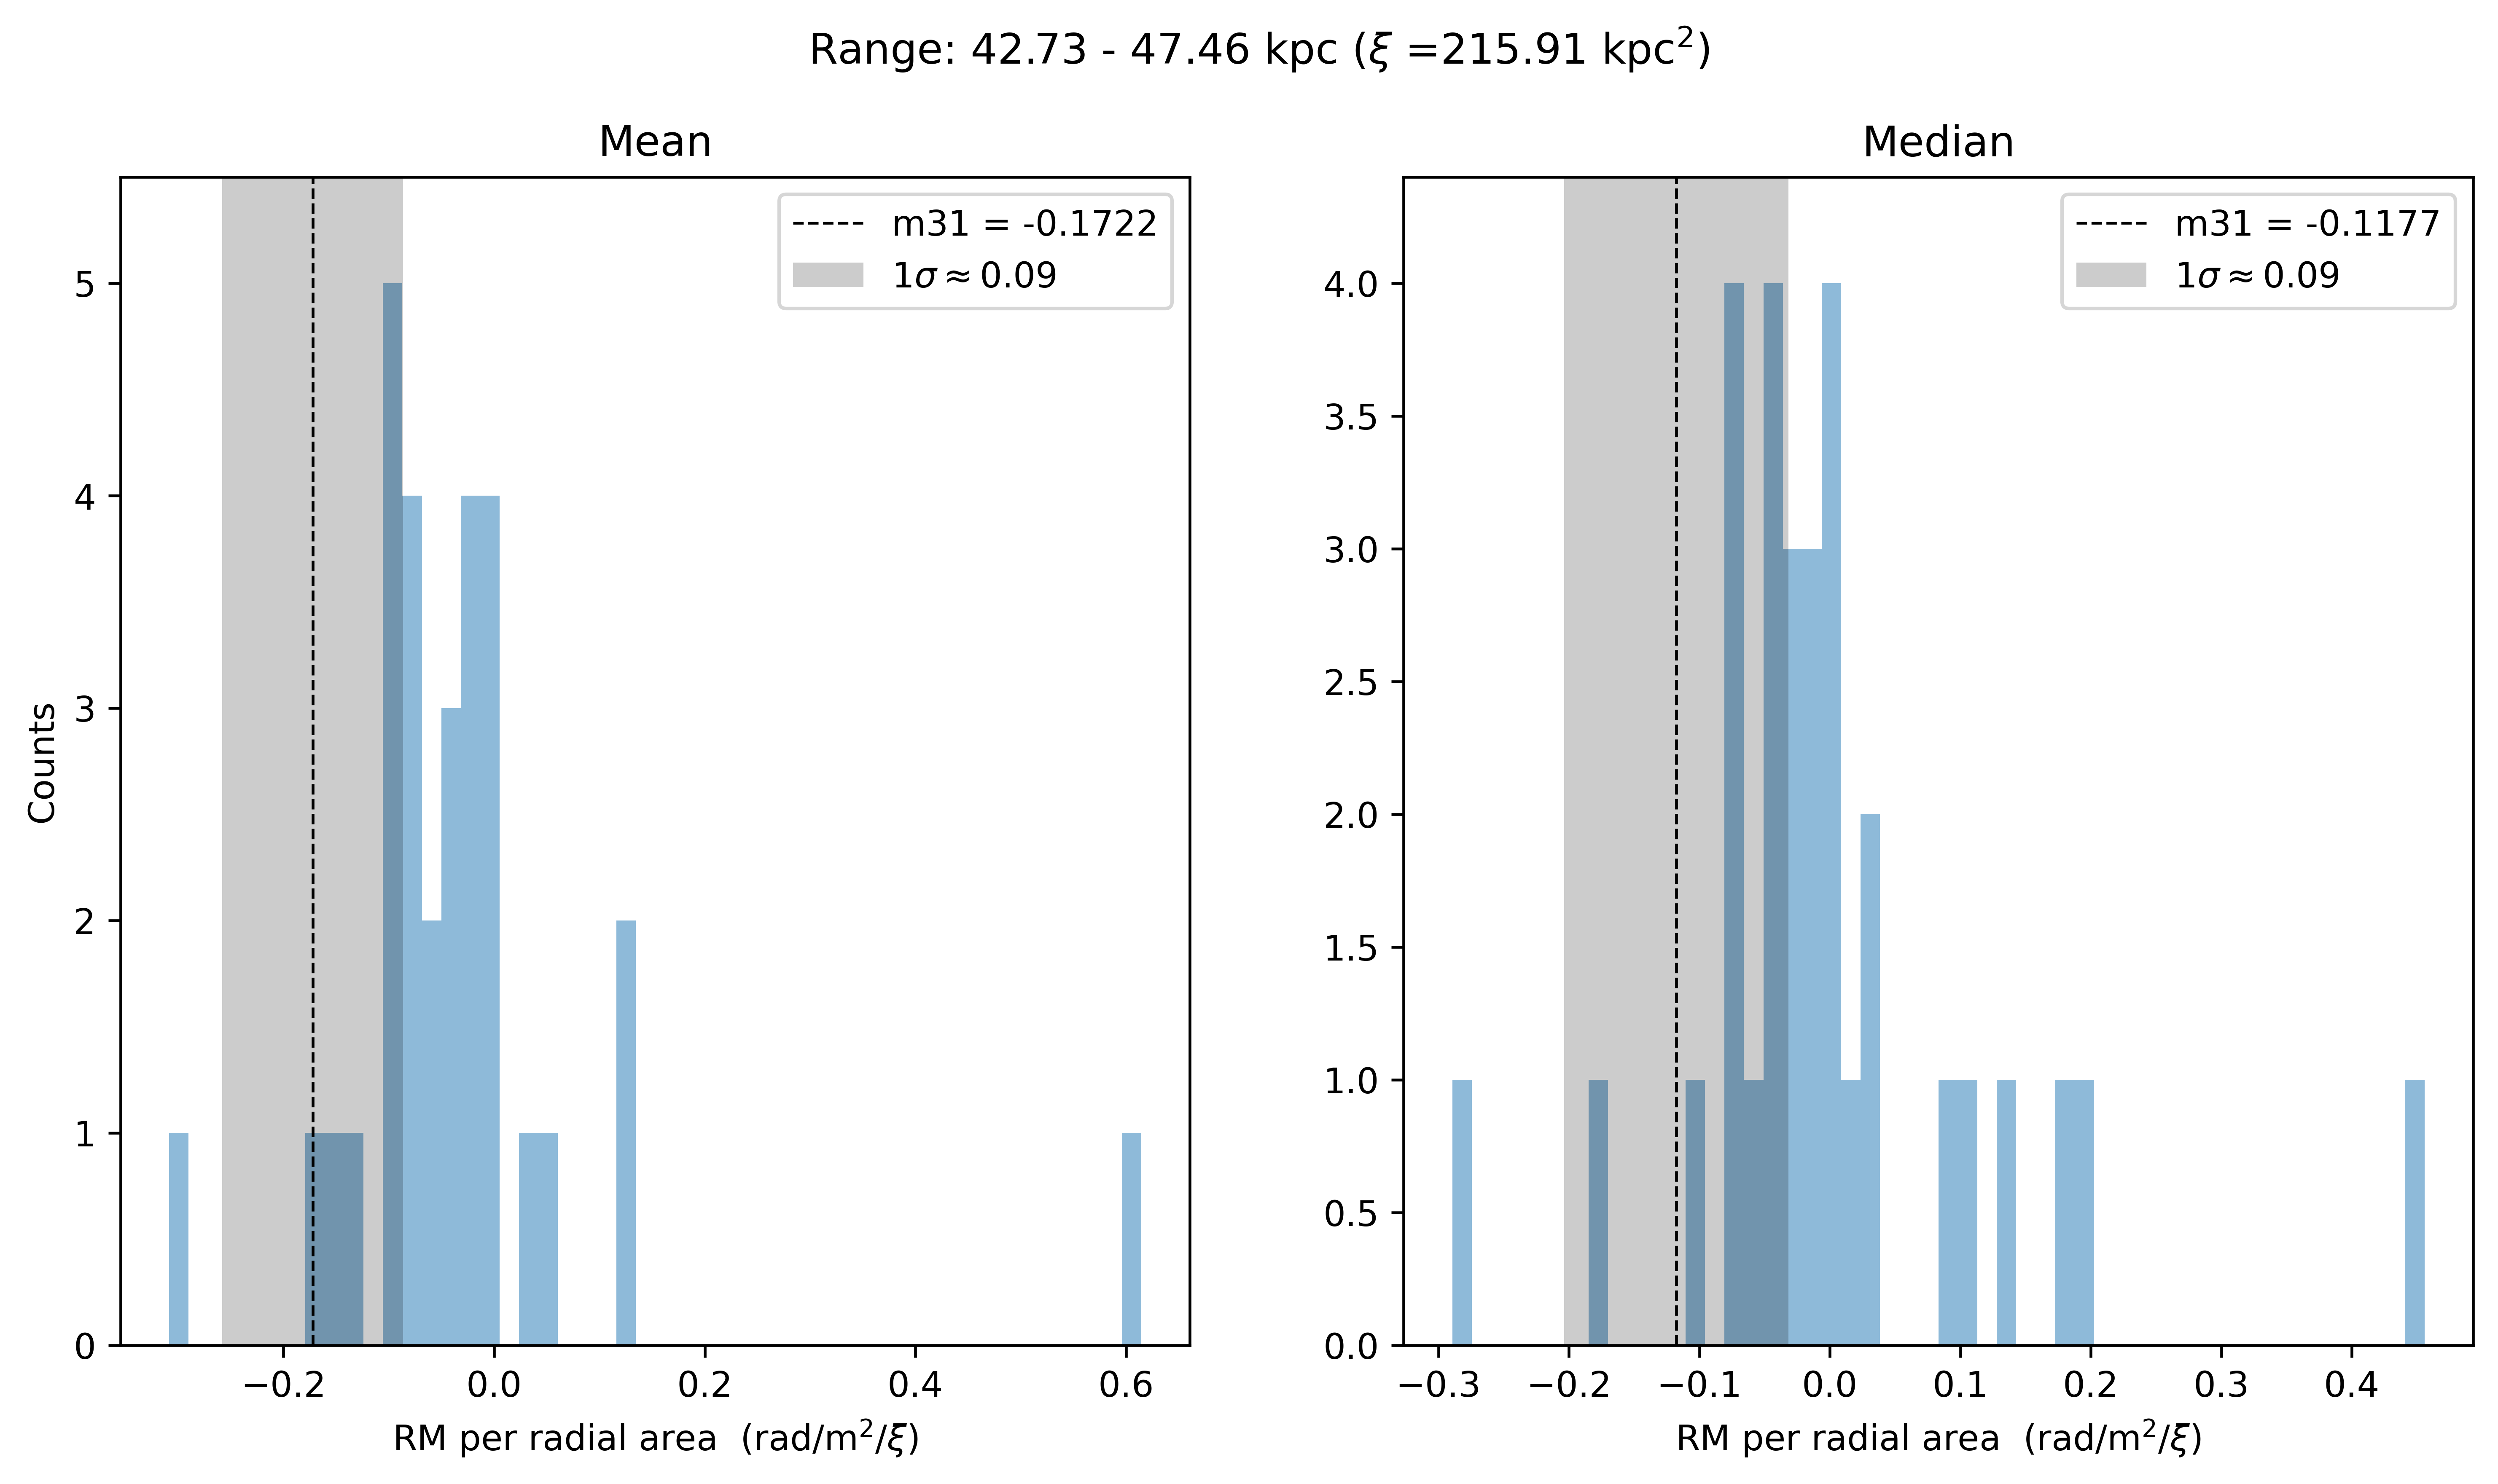 Range: 42.73 - 47.46 kpc (ξ =215.91 kpc²)
Mean
m31 = -0.1722
1σ ≈ 0.09
5
4
3
2
1
0
Counts
−0.2 0.0 0.2 0.4 0.6
RM per radial area (rad/m²/ξ)
Median
m31 = -0.1177
1σ ≈ 0.09
4.0
3.5
3.0
2.5
2.0
1.5
1.0
0.5
0.0
−0.3 −0.2 −0.1 0.0 0.1 0.2 0.3 0.4
RM per radial area (rad/m²/ξ)